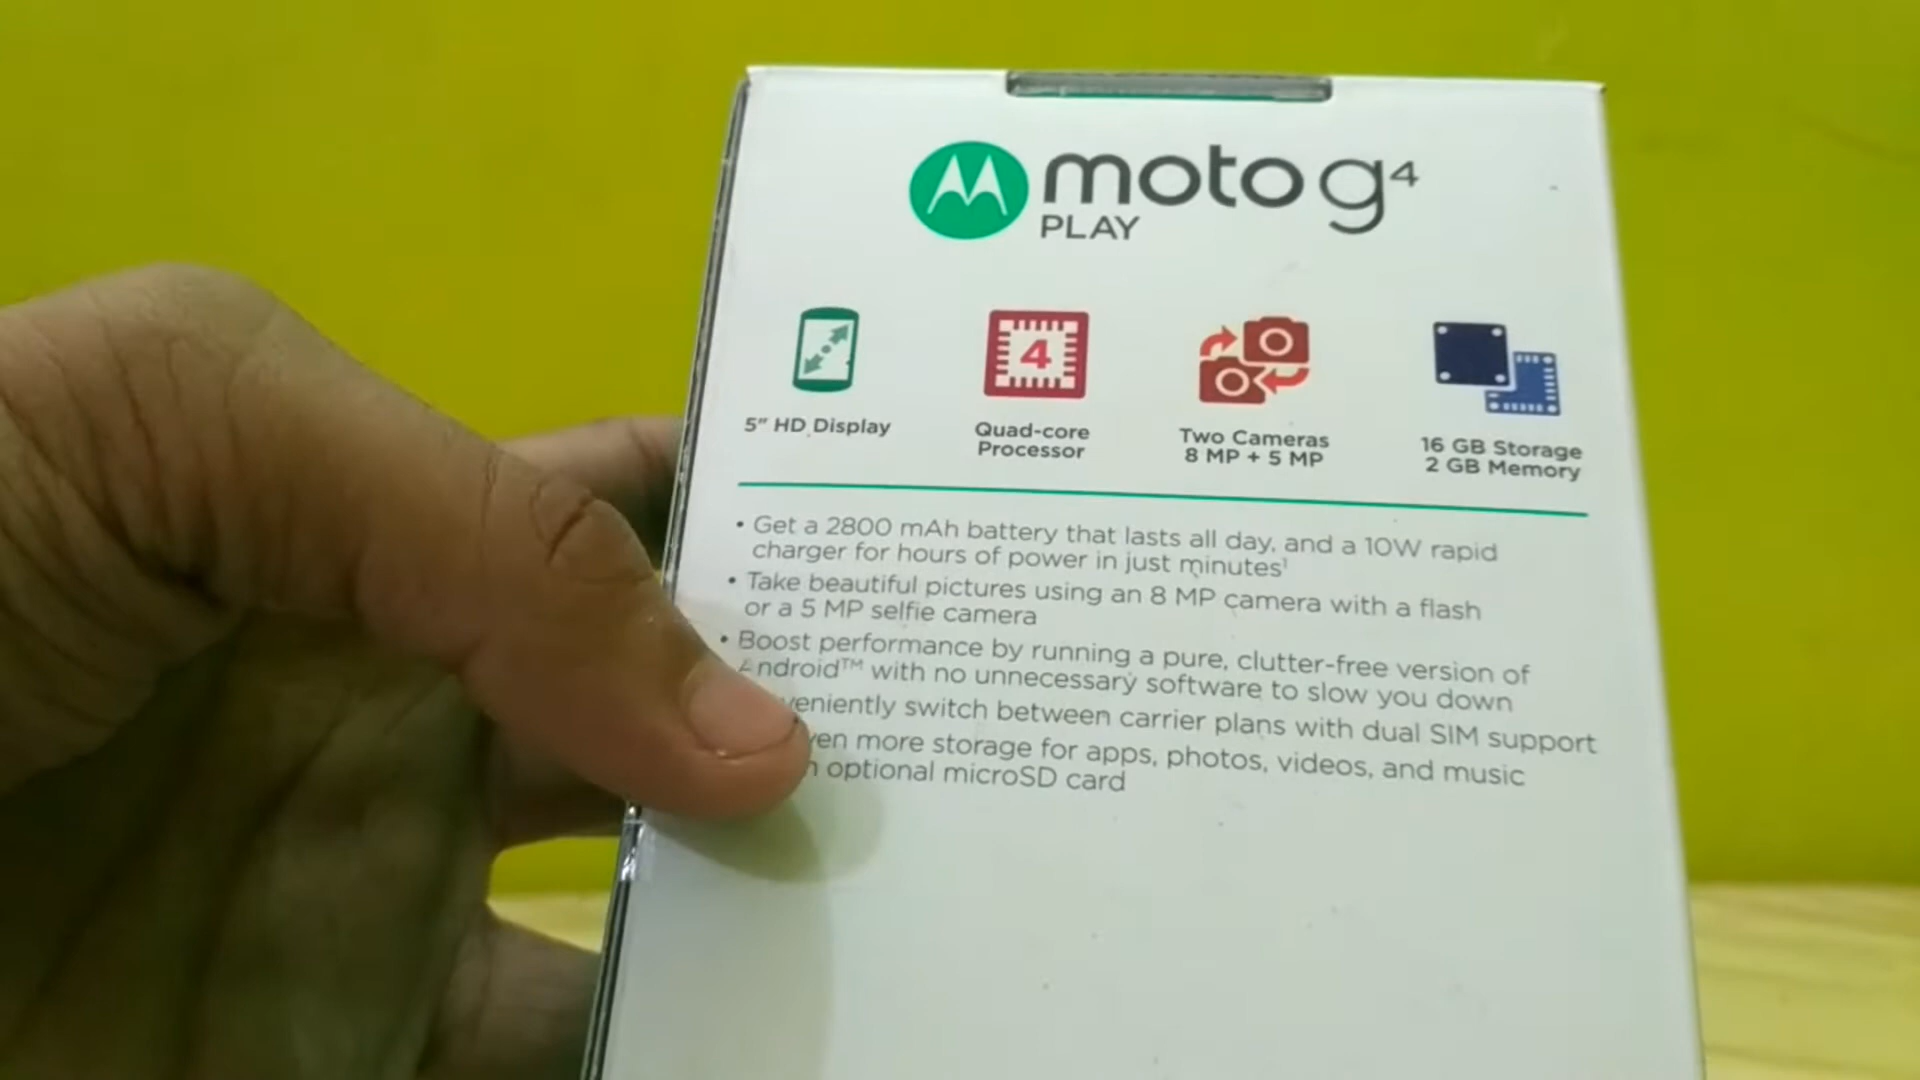 moto g4
PLAY
4
5” HD Display
Quad-core
Processor
Two Cameras
8 MP + 5 MP
16 GB Storage
2 GB Memory
• Get a 2800 mAh battery that lasts all day, and a 10W rapid
charger for hours of power in just minutes¹
• Take beautiful pictures using an 8 MP camera with a flash
or a 5 MP selfie camera
• Boost performance by running a pure, clutter-free version of
Android™ with no unnecessary software to slow you down
switch between carrier plans with dual SIM support
more storage for apps, photos, videos, and music
optional microSD card